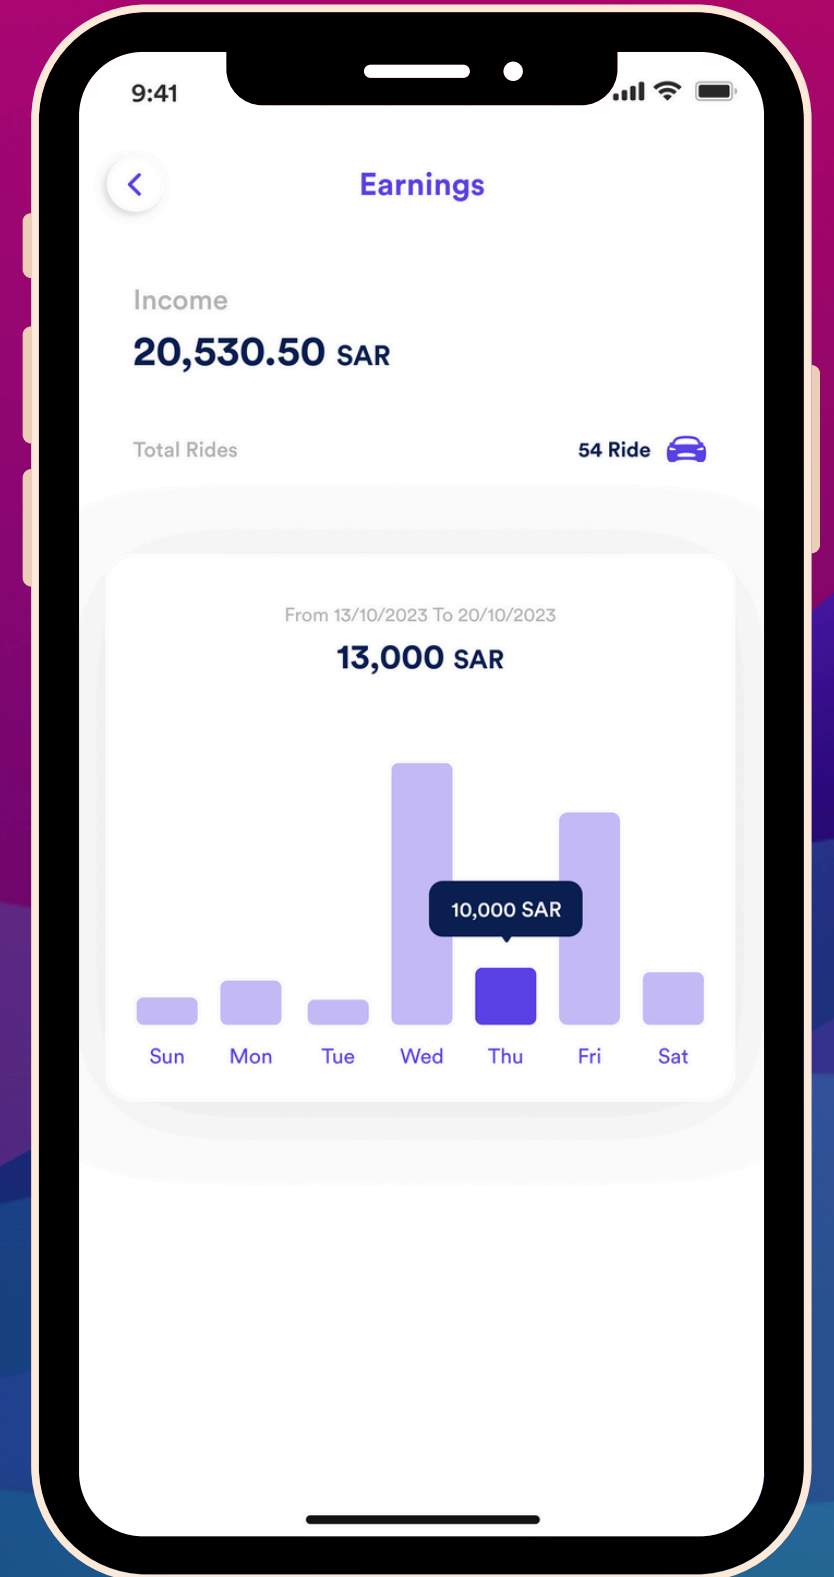 9:41
Earnings
Income
20,530.50 SAR
Total Rides 54 Ride
From 13/10/2023 To 20/10/2023
13,000 SAR
10,000 SAR
Sun Mon Tue Wed Thu Fri Sat